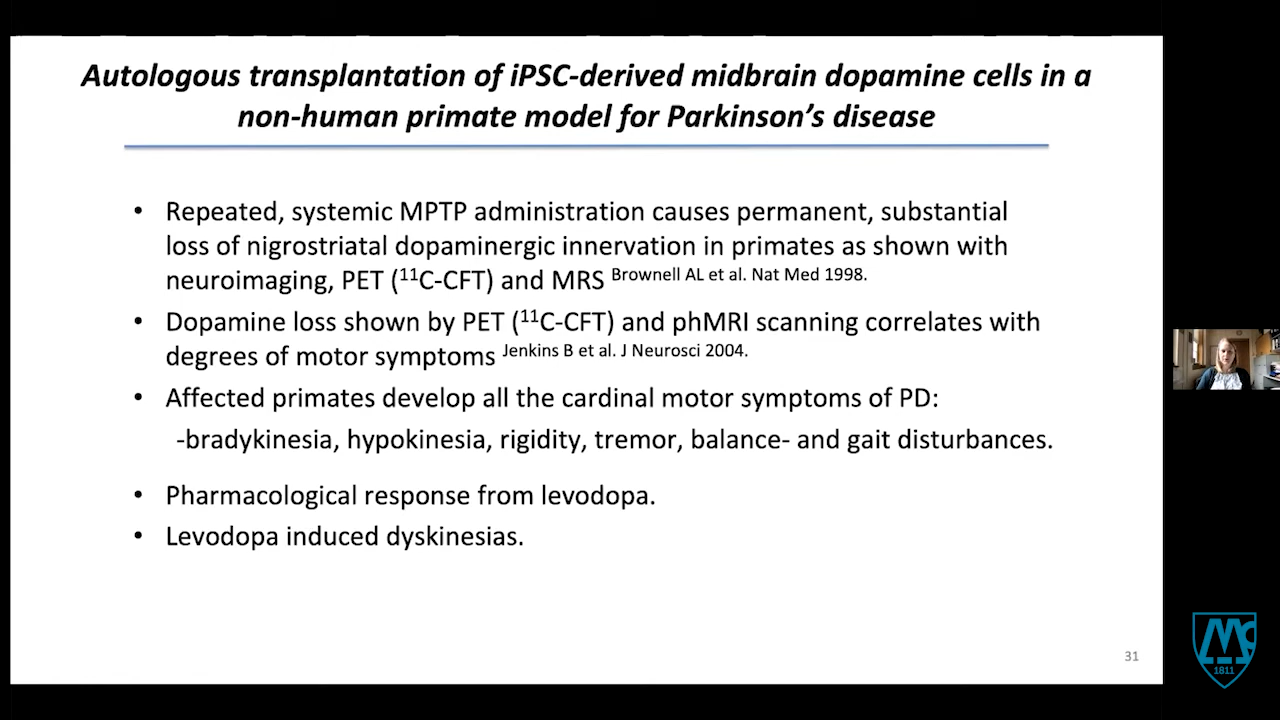 Autologous transplantation of iPSC-derived midbrain dopamine cells in a
non-human primate model for Parkinson's disease
• Repeated, systemic MPTP administration causes permanent, substantial
loss of nigrostriatal dopaminergic innervation in primates as shown with
neuroimaging, PET (¹¹C-CFT) and MRS Brownell AL et al. Nat Med 1998.
• Dopamine loss shown by PET (¹¹C-CFT) and phMRI scanning correlates with
degrees of motor symptoms Jenkins B et al. J Neurosci 2004.
• Affected primates develop all the cardinal motor symptoms of PD:
-bradykinesia, hypokinesia, rigidity, tremor, balance- and gait disturbances.
• Pharmacological response from levodopa.
• Levodopa induced dyskinesias.
31
1811